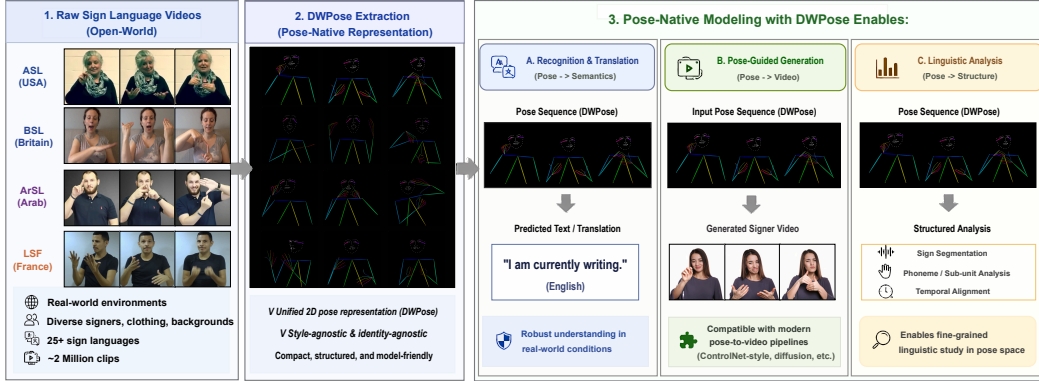 1. Raw Sign Language Videos
(Open-World)
ASL
(USA)
BSL
(Britain)
ArSL
(Arab)
LSF
(France)
Real-world environments
Diverse signers, clothing, backgrounds
25+ sign languages
~2 Million clips
2. DWPose Extraction
(Pose-Native Representation)
V Unified 2D pose representation (DWPose)
V Style-agnostic & identity-agnostic
Compact, structured, and model-friendly
3. Pose-Native Modeling with DWPose Enables:
A. Recognition & Translation
(Pose -> Semantics)
Pose Sequence (DWPose)
Predicted Text / Translation
"I am currently writing."
(English)
Robust understanding in
real-world conditions
B. Pose-Guided Generation
(Pose -> Video)
Input Pose Sequence (DWPose)
Generated Signer Video
Compatible with modern
pose-to-video pipelines
(ControlNet-style, diffusion, etc.)
C. Linguistic Analysis
(Pose -> Structure)
Pose Sequence (DWPose)
Structured Analysis
Sign Segmentation
Phoneme / Sub-unit Analysis
Temporal Alignment
Enables fine-grained
linguistic study in pose space